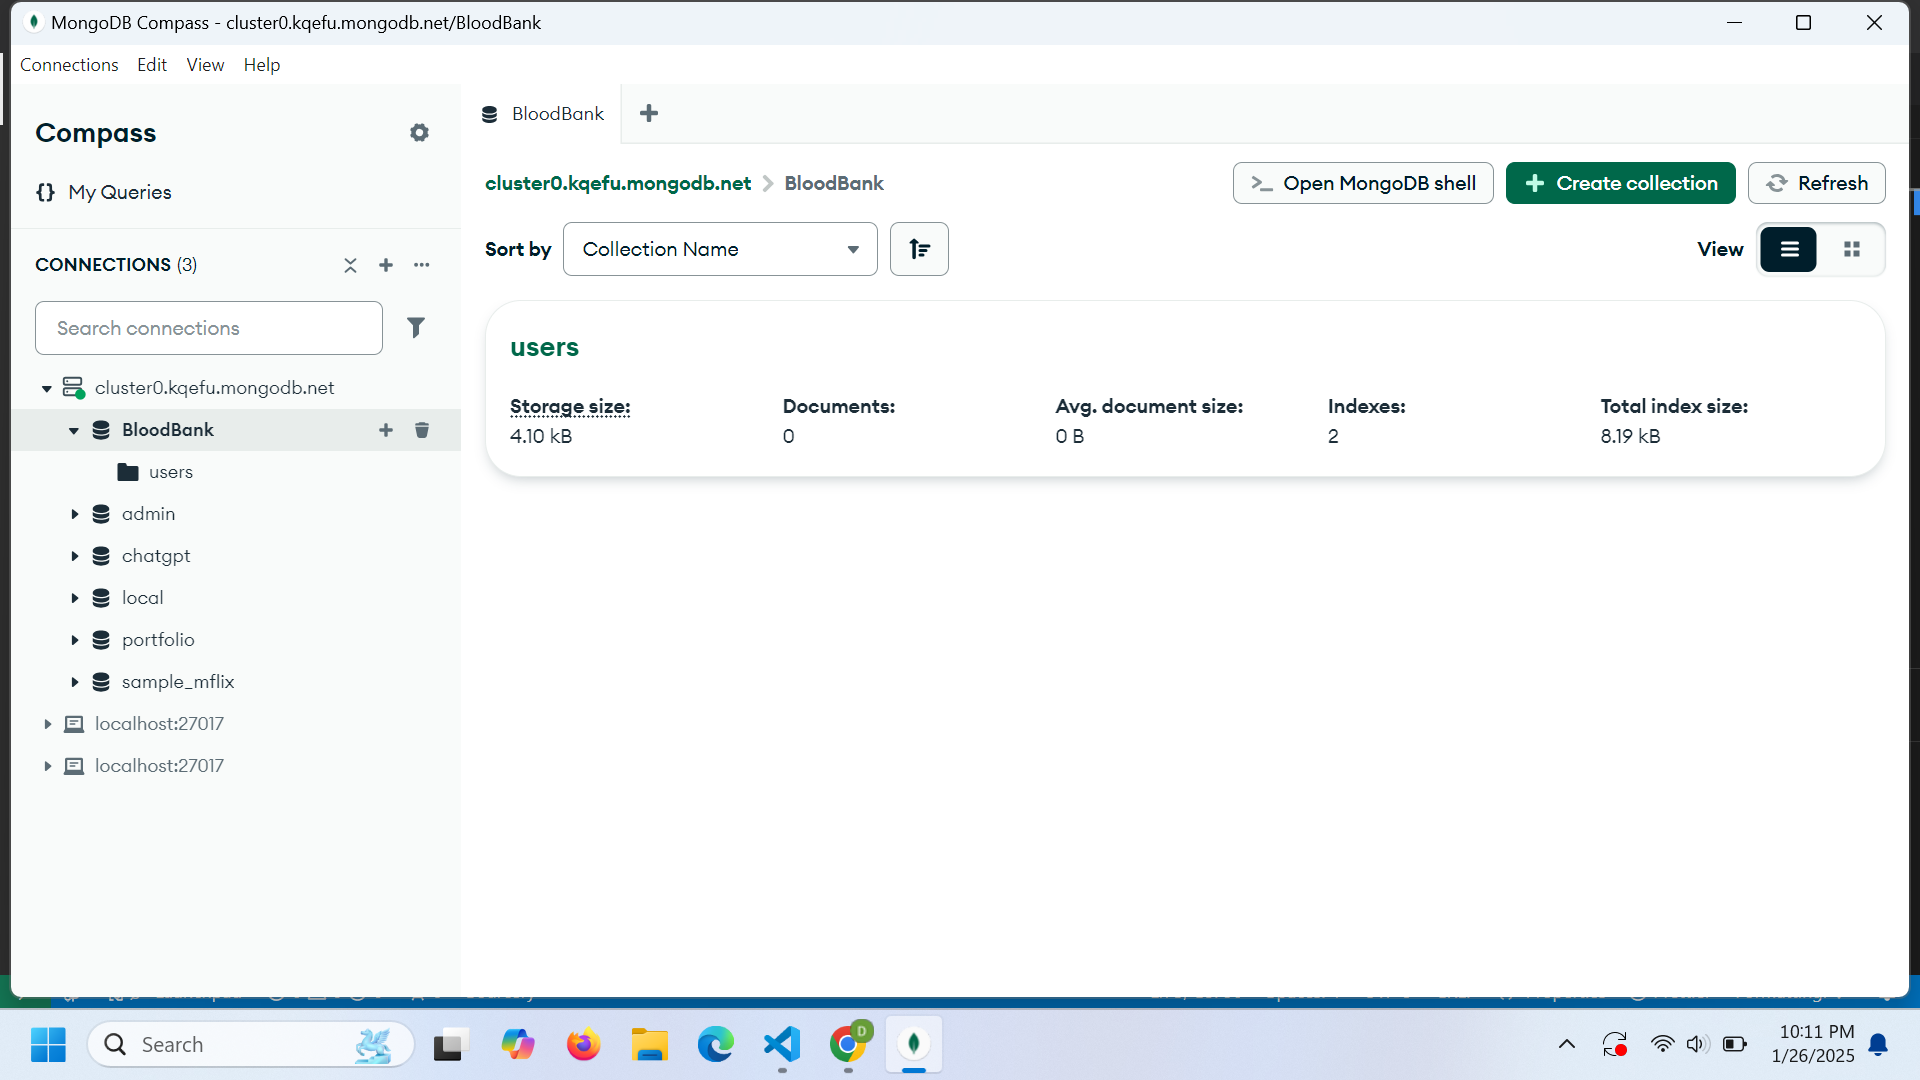 MongoDB Compass - cluster0.kqefu.mongodb.net/BloodBank
Connections Edit View Help
Compass
My Queries
CONNECTIONS (3)
Search connections
cluster0.kqefu.mongodb.net
BloodBank
users
admin
chatgpt
local
portfolio
sample_mflix
localhost:27017
localhost:27017
BloodBank
cluster0.kqefu.mongodb.net > BloodBank
Open MongoDB shell
Create collection
Refresh
Sort by
Collection Name
View
users
Storage size: Documents: Avg. document size: Indexes: Total index size:
4.10 kB 0 0 B 2 8.19 kB
Search
D
10:11 PM
1/26/2025